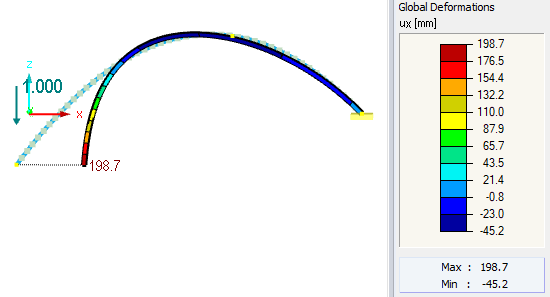 Global Deformations
ux [mm]
z
1.000
x
198.7
198.7
176.5
154.4
132.2
110.0
87.9
65.7
43.5
21.4
-0.8
-23.0
-45.2
Max : 198.7
Min : -45.2